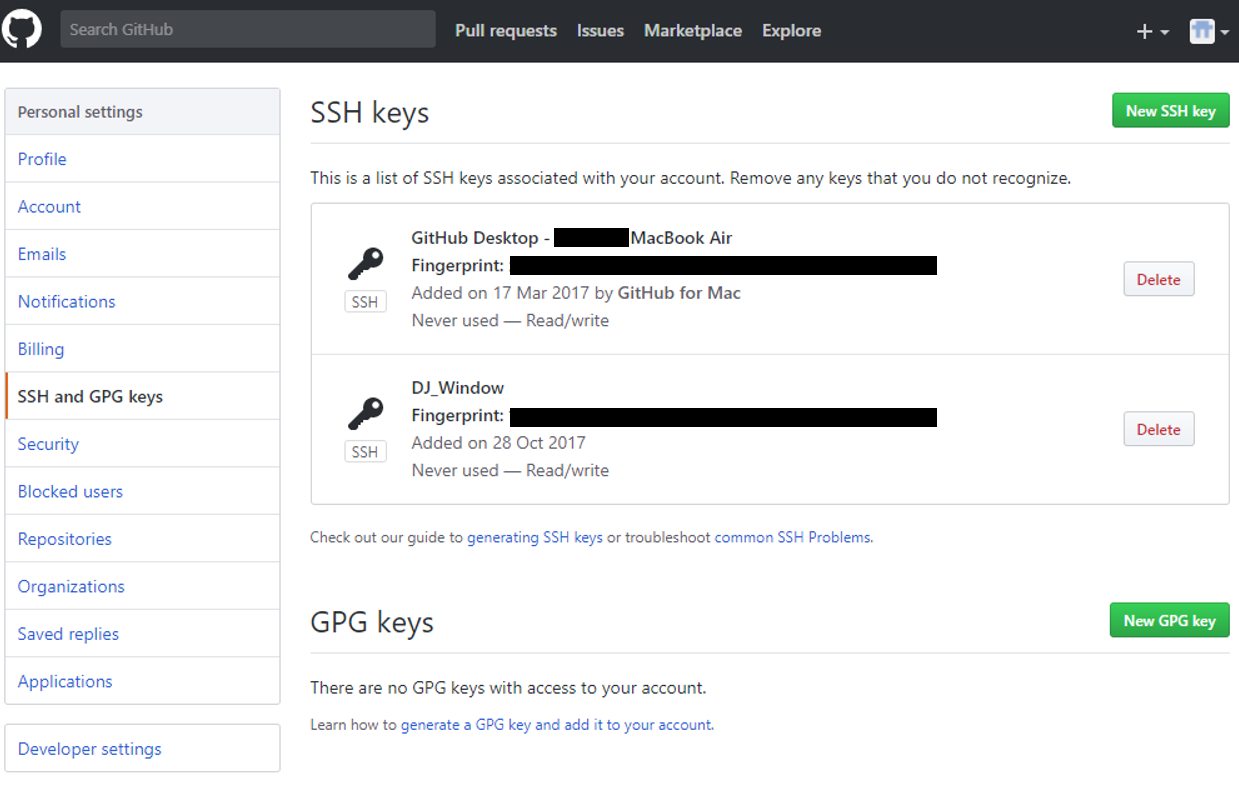 Search GitHub Pull requests Issues Marketplace Explore
Personal settings
Profile
Account
Emails
Notifications
Billing
SSH and GPG keys
Security
Blocked users
Repositories
Organizations
Saved replies
Applications
Developer settings
SSH keys
New SSH key
This is a list of SSH keys associated with your account. Remove any keys that you do not recognize.
GitHub Desktop - MacBook Air
Fingerprint:
Added on 17 Mar 2017 by GitHub for Mac
Never used — Read/write
SSH
Delete
DJ_Window
Fingerprint:
Added on 28 Oct 2017
Never used — Read/write
SSH
Delete
Check out our guide to generating SSH keys or troubleshoot common SSH Problems.
GPG keys
New GPG key
There are no GPG keys with access to your account.
Learn how to generate a GPG key and add it to your account.